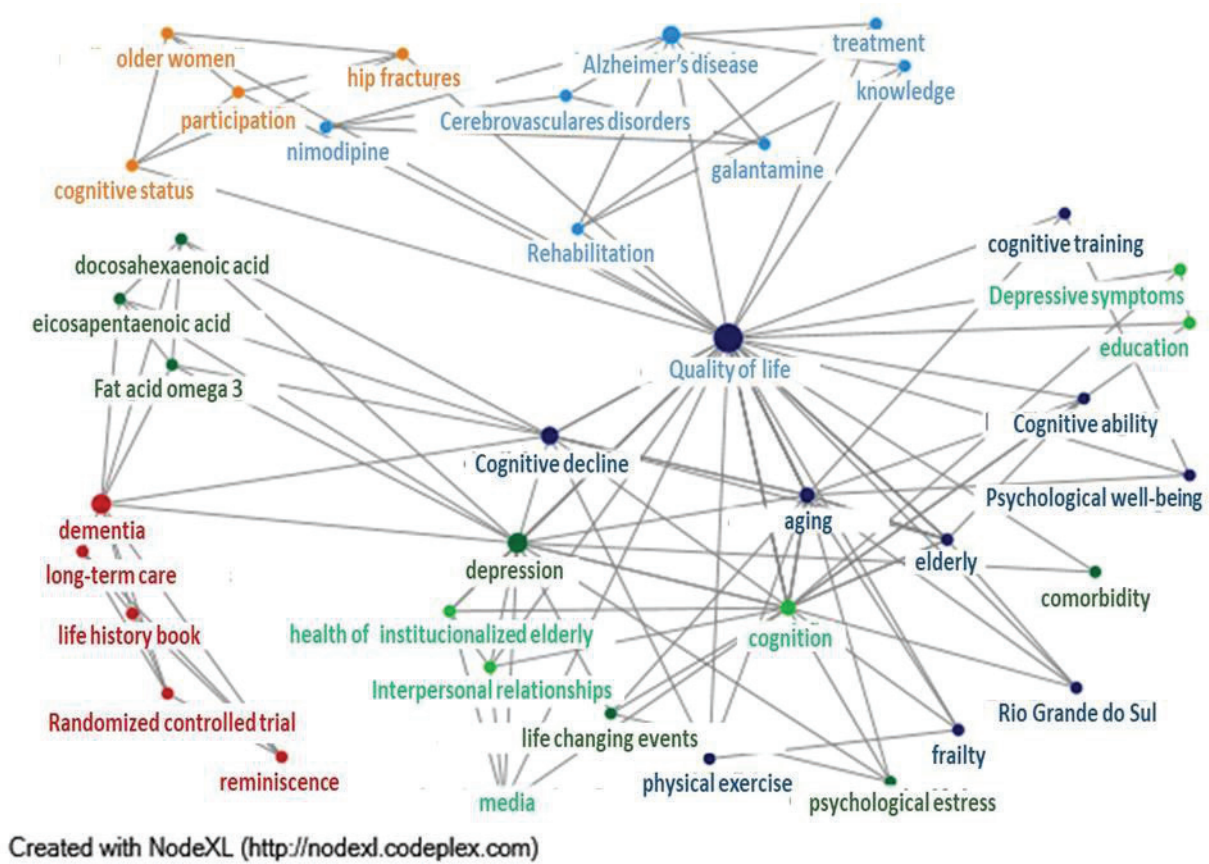 older women
treatment
Alzheimer's disease
hip fractures
knowledge
participation
Cerebrovasculares disorders
nimodipine
galantamine
cognitive status
Rehabilitation
cognitive training
docosahexaenoic acid
Depressive symptoms
eicosapentaenoic acid
education
Quality of life
Fat acid omega 3
Cognitive ability
Cognitive decline
Psychological well-being
aging
dementia
elderly
depression
long-term care
comorbidity
life history book
health of institucionalized elderly
cognition
Interpersonal relationships
Rio Grande do Sul
Randomized controlled trial
life changing events
frailty
reminiscence
physical exercise
media
psychological estress
Created with NodeXL (http://nodexl.codeplex.com)